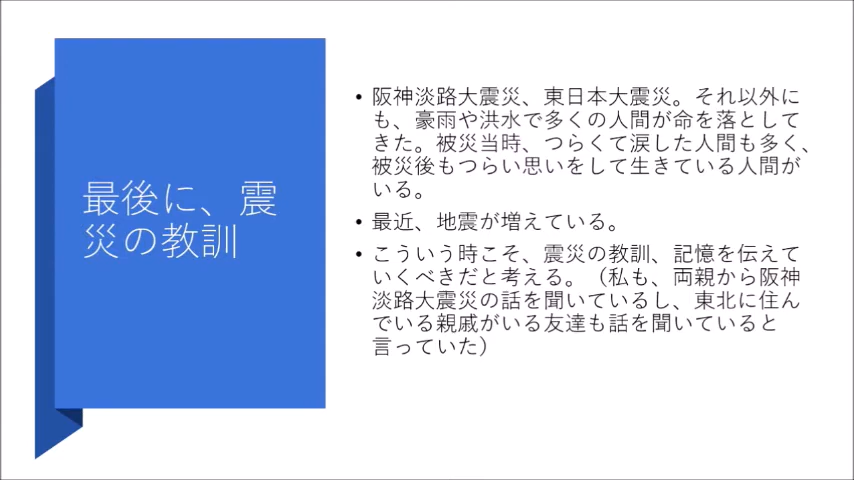 最後に、震
災の教訓
• 阪神淡路大震災、東日本大震災。それ以外に
も、豪雨や洪水で多くの人間が命を落として
きた。被災当時、つらくて涙した人間も多く、
被災後もつらい思いをして生きている人間が
いる。
• 最近、地震が増えている。
• こういう時こそ、震災の教訓、記憶を伝えて
いくべきだと考える。（私も、両親から阪神
淡路大震災の話を聞いているし、東北に住ん
でいる親戚がいる友達も話を聞いていると
言っていた）